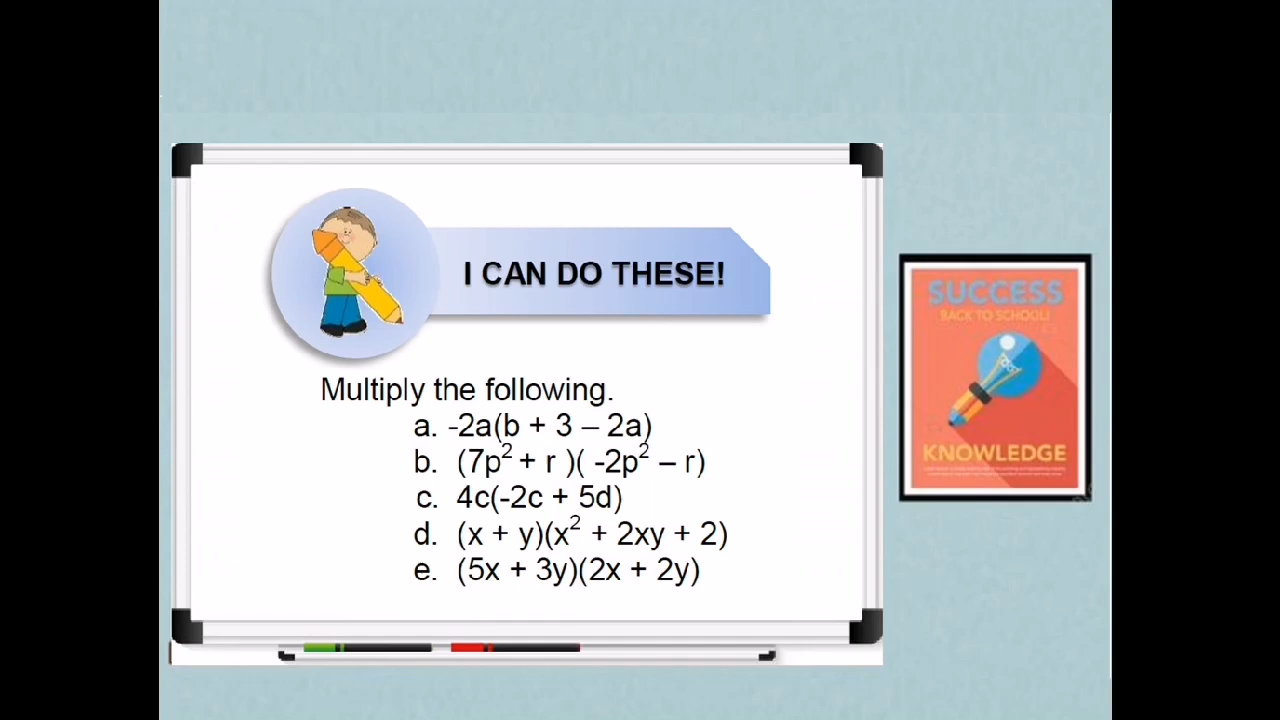 I CAN DO THESE!
Multiply the following.
a. -2a(b + 3 – 2a)
b. (7p² + r )( -2p² – r)
c. 4c(-2c + 5d)
d. (x + y)(x² + 2xy + 2)
e. (5x + 3y)(2x + 2y)
SUCCESS
BACK TO SCHOOL!
KNOWLEDGE